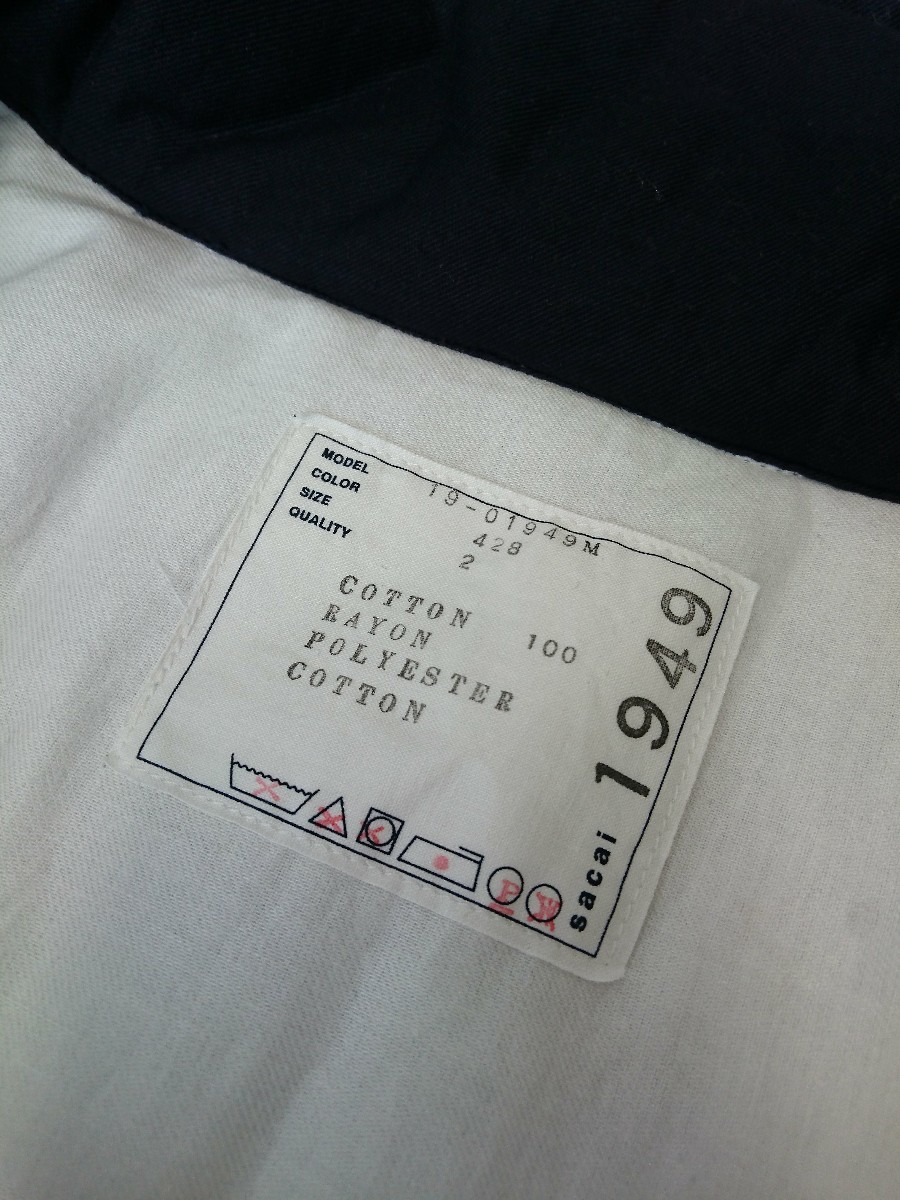 MODEL 19-01949M
COLOR 428
SIZE 2
QUALITY
COTTON 100
RAYON
POLYESTER
COTTON
P
sacai 1949